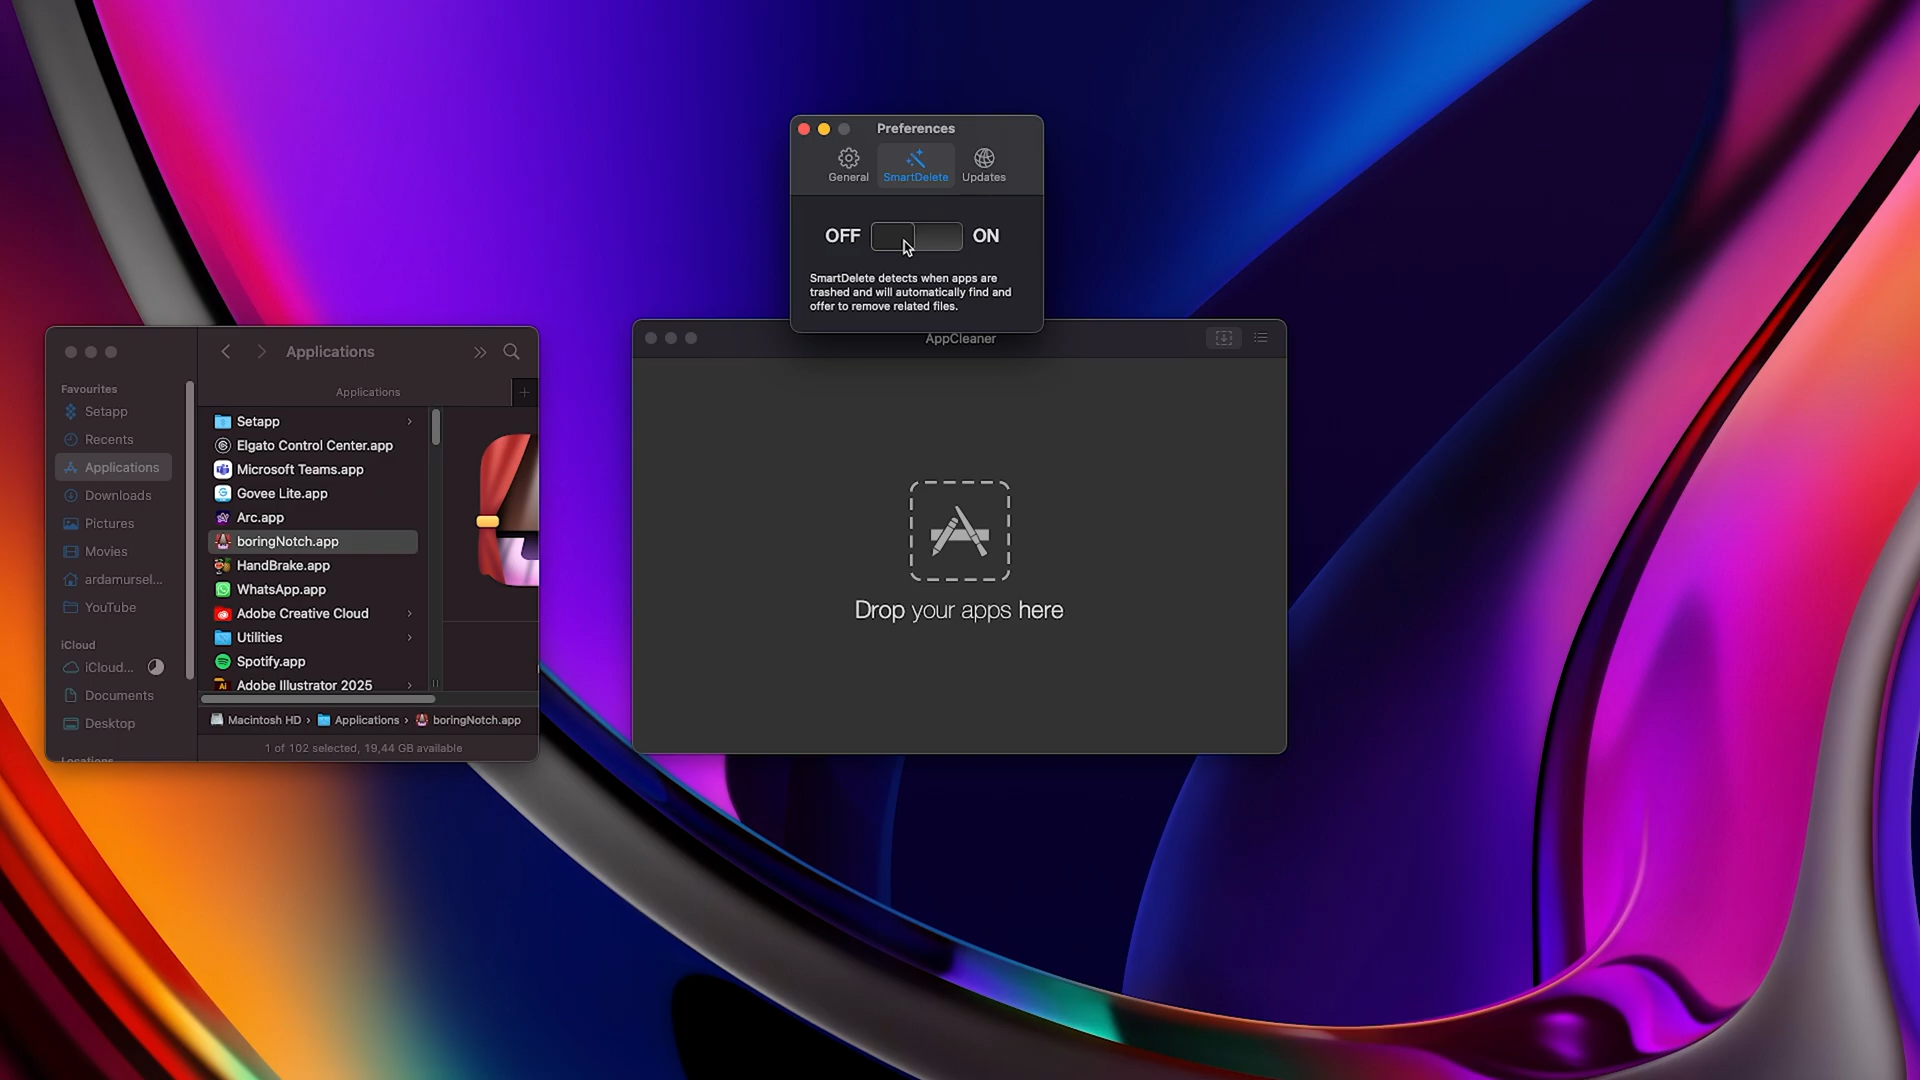 Preferences
General
SmartDelete
Updates
OFF
ON
SmartDelete detects when apps are
trashed and will automatically find and
offer to remove related files.
Applications
Favourites
Setapp
Recents
Applications
Downloads
Pictures
Movies
ardamursel...
YouTube
iCloud
iCloud...
Documents
Desktop
Locations
Applications
Setapp
Elgato Control Center.app
Microsoft Teams.app
Govee Lite.app
Arc.app
boringNotch.app
HandBrake.app
WhatsApp.app
Adobe Creative Cloud
Utilities
Spotify.app
Adobe Illustrator 2025
Macintosh HD › Applications › boringNotch.app
1 of 102 selected, 19,44 GB available
AppCleaner
Drop your apps here